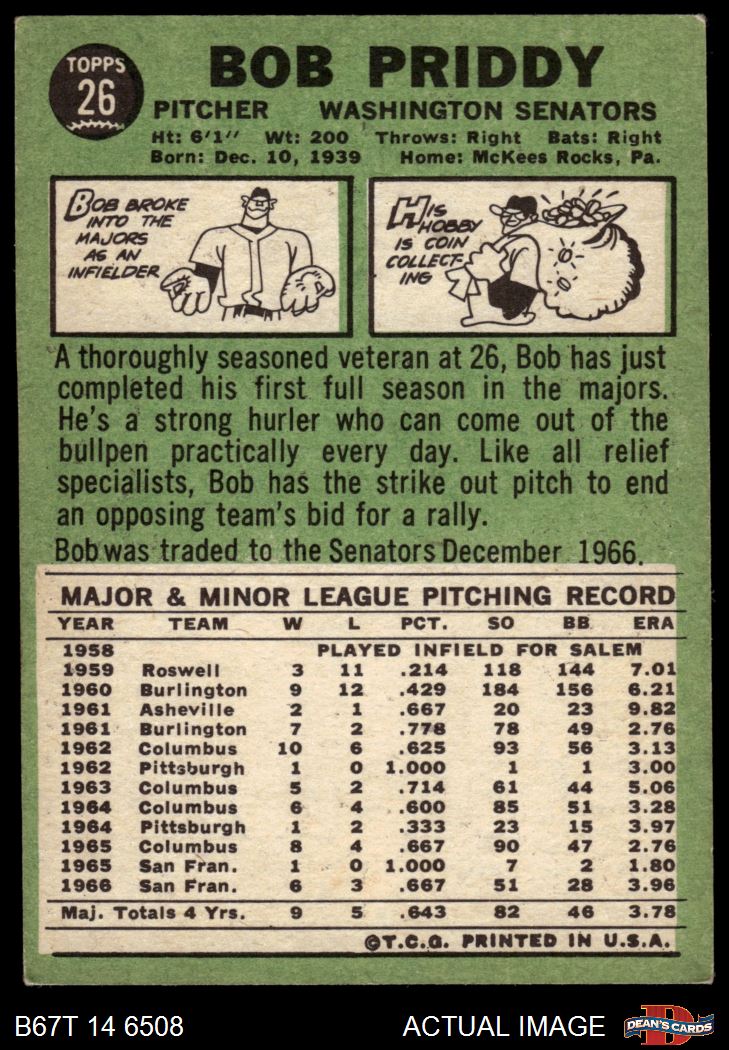 TOPPS
26
BOB PRIDDY
PITCHER WASHINGTON SENATORS
Ht: 6'1" Wt: 200 Throws: Right Bats: Right
Born: Dec. 10, 1939 Home: McKees Rocks, Pa.
BOB BROKE
INTO THE
MAJORS
AS AN
INFIELDER
HIS
HOBBY
IS COIN
COLLECT-
ING
A thoroughly seasoned veteran at 26, Bob has just
completed his first full season in the majors.
He's a strong hurler who can come out of the
bullpen practically every day. Like all relief
specialists, Bob has the strike out pitch to end
an opposing team's bid for a rally.
Bob was traded to the Senators December 1966.
MAJOR & MINOR LEAGUE PITCHING RECORD
YEAR TEAM W L PCT. SO BB ERA
1958 PLAYED INFIELD FOR SALEM
1959 Roswell 3 11 .214 118 144 7.01
1960 Burlington 9 12 .429 184 156 6.21
1961 Asheville 2 1 .667 20 23 9.82
1961 Burlington 7 2 .778 78 49 2.76
1962 Columbus 10 6 .625 93 56 3.13
1962 Pittsburgh 1 0 1.000 1 1 3.00
1963 Columbus 5 2 .714 61 44 5.06
1964 Columbus 6 4 .600 85 51 3.28
1964 Pittsburgh 1 2 .333 23 15 3.97
1965 Columbus 8 4 .667 90 47 2.76
1965 San Fran. 1 0 1.000 7 2 1.80
1966 San Fran. 6 3 .667 51 28 3.96
Maj. Totals 4 Yrs. 9 5 .643 82 46 3.78
©T.C.G. PRINTED IN U.S.A.
B67T 14 6508 ACTUAL IMAGE
D
DEAN'S CARDS